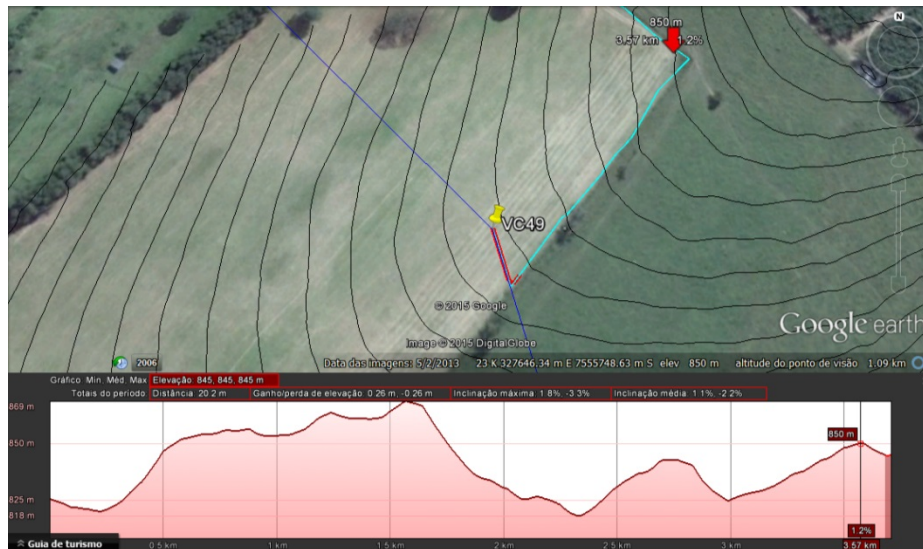 N
850 m
3.57 km 1.2%
VC49
© 2015 Google
Image © 2015 DigitalGlobe
Google earth
2006
Data das imagens: 5/2/2013 23 K 327646.34 m E 7555748.63 m S elev 850 m altitude do ponto de visão 1.09 km
Gráfico: Mín. Méd. Máx Elevação: 845, 845, 845 m
Totais do período: Distância: 20.2 m Ganho/perda de elevação: 0.26 m, -0.26 m Inclinação máxima: 1.8%, -3.3% Inclinação média: 1.1%, -2.2%
869 m
850 m
850 m
825 m
818 m
1.2%
Guia de turismo 0.5 km 1 km 1.5 km 2 km 2.5 km 3 km 3.57 km